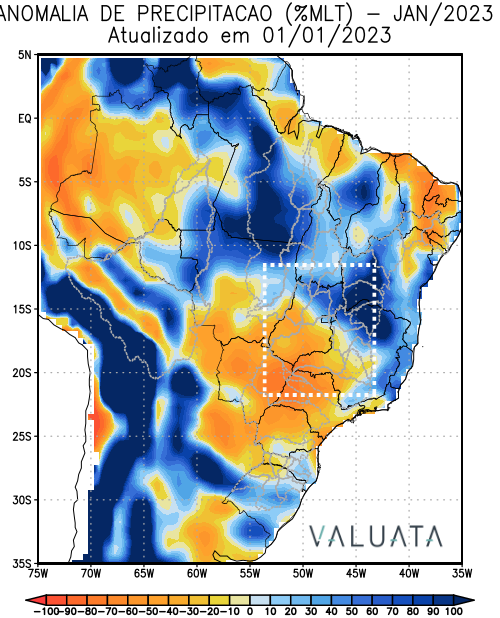 ANOMALIA DE PRECIPITACAO (%MLT) – JAN/2023
Atualizado em 01/01/2023
5N
EQ
5S
10S
15S
20S
25S
30S
35S
VALUATA
75W 70W 65W 60W 55W 50W 45W 40W 35W
-100 -90 -80 -70 -60 -50 -40 -30 -20 -10 0 10 20 30 40 50 60 70 80 90 100